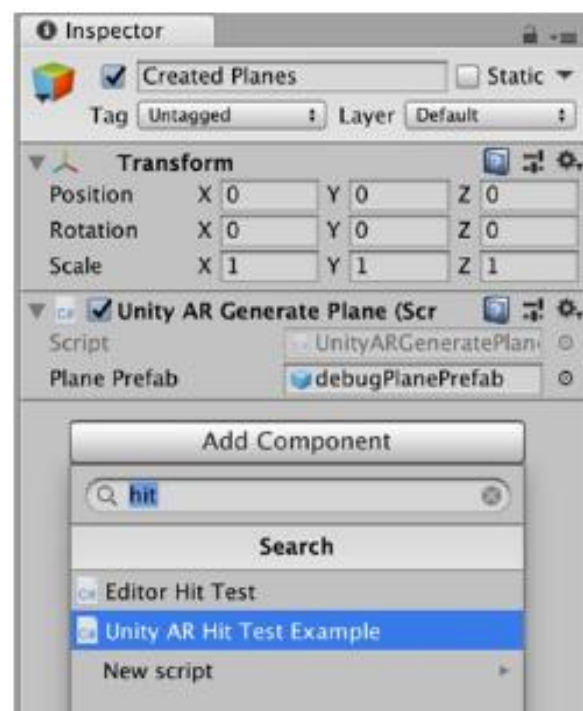 Inspector
Created Planes Static
Tag Untagged Layer Default
Transform
Position X 0 Y 0 Z 0
Rotation X 0 Y 0 Z 0
Scale X 1 Y 1 Z 1
Unity AR Generate Plane (Scr
Script UnityARGeneratePlan
Plane Prefab debugPlanePrefab
Add Component
hit
Search
C# Editor Hit Test
C# Unity AR Hit Test Example
New script